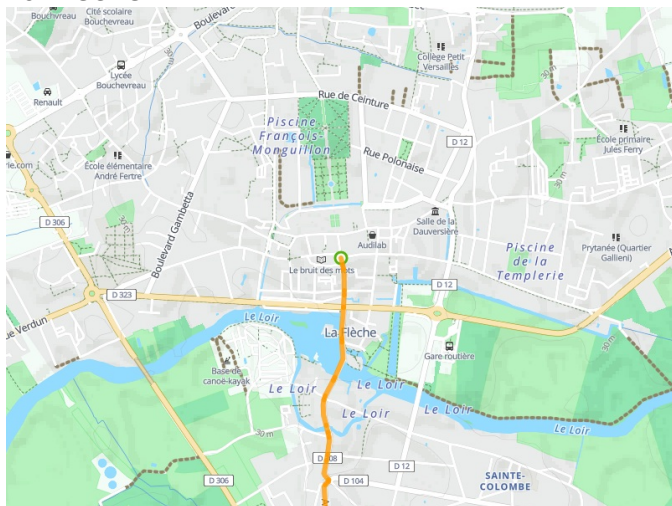 Bouchvreau
Cité scolaire
Bouchevreau
Boulevard
Lycée
Bouchevreau
Renault
Collège Petit
Versailles
30 m
Rue de Ceinture
Piscine
François-
Monguillon
D 12
Rue Polonaise
École primaire
Jules Ferry
École élémentaire
André Fertre
D 306
Boulevard Gambetta
Salle de la
Dauversière
Audilab
Le bruit des mots
Piscine
de la
Templerie
Prytanée (Quartier
Gallieni)
D 323
D 12
Verdun
Le Loir
La Flèche
Gare routière
30 m
Base de
canoë-kayak
Le Loir
Le Loir
Le Loir
Le Loir
Le Loir
30 m
D 306
D 104
D 12
SAINTE-
COLOMBE